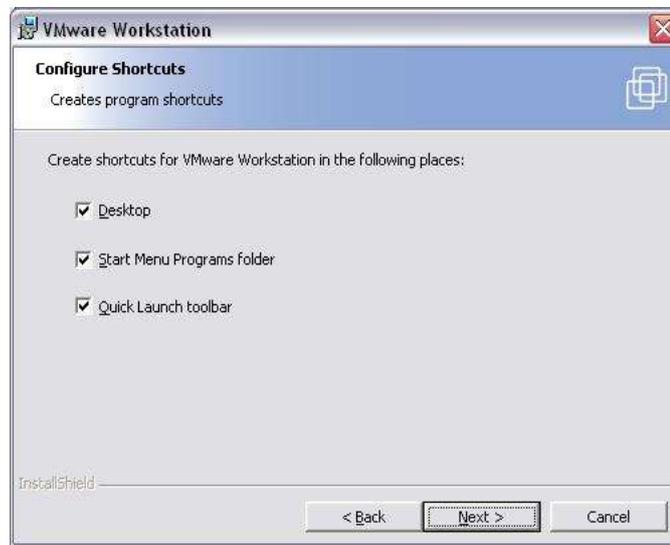 VMware Workstation
Configure Shortcuts
Creates program shortcuts
Create shortcuts for VMware Workstation in the following places:
Desktop
Start Menu Programs folder
Quick Launch toolbar
InstallShield
< Back Next > Cancel